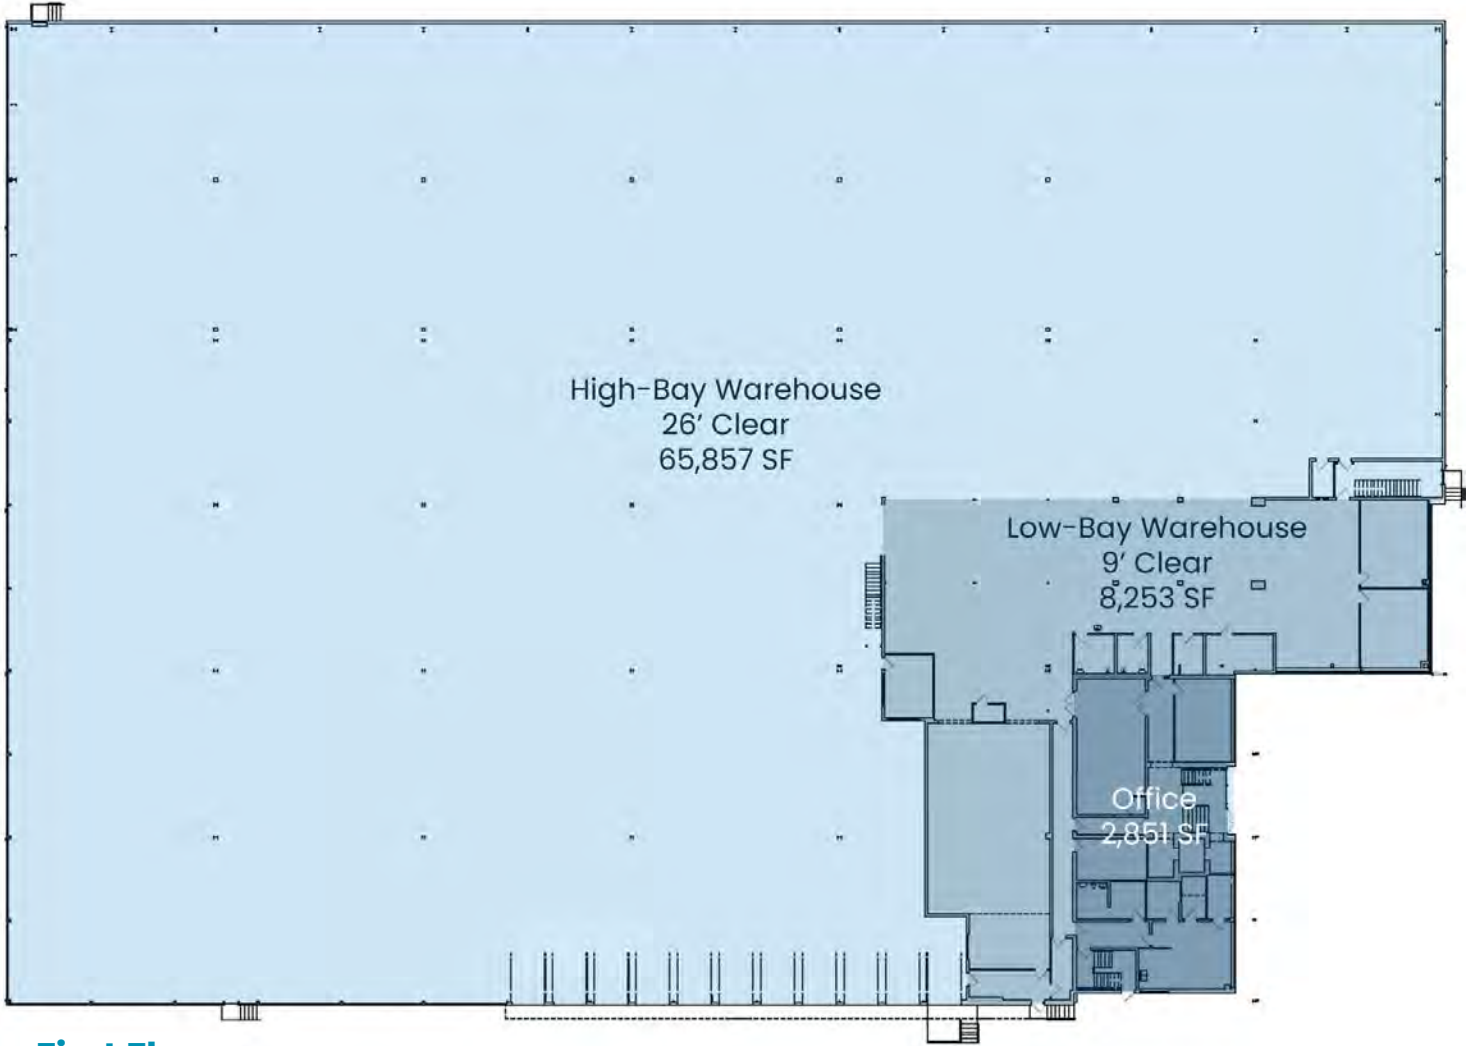 High-Bay Warehouse
26' Clear
65,857 SF
Low-Bay Warehouse
9' Clear
8,253 SF
Office
2,851 SF
First